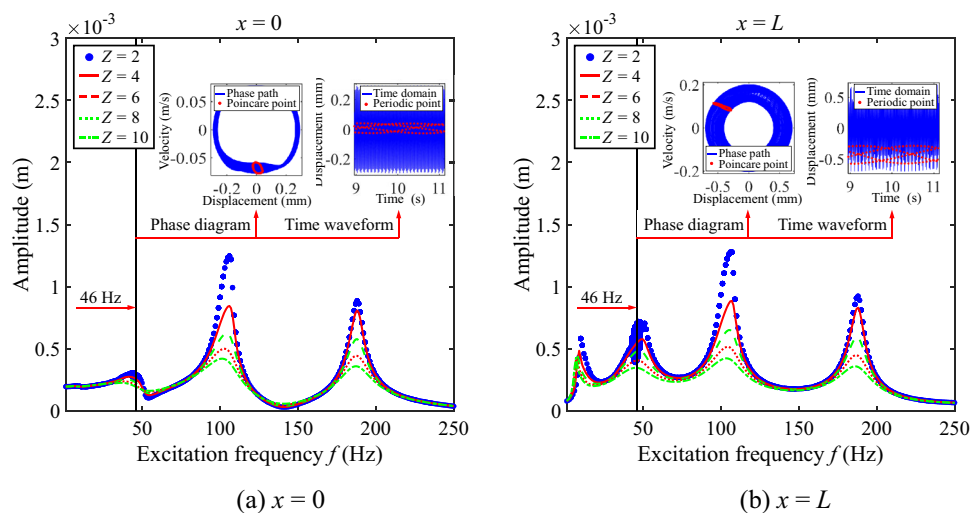 ×10⁻³
x = 0
3
2.5
2
1.5
1
0.5
0
Amplitude (m)
Z = 2
Z = 4
Z = 6
Z = 8
Z = 10
Velocity (m/s)
0.05
0
-0.05
Phase path
Poincare point
-0.2
0
0.2
Displacement (mm)
Displacement (mm)
0.2
0
-0.2
Time domain
Periodic point
9
10
11
Time (s)
Phase diagram
Time waveform
46 Hz
50
100
150
200
250
Excitation frequency f (Hz)
(a) x = 0
×10⁻³
x = L
3
2.5
2
1.5
1
0.5
0
Amplitude (m)
Z = 2
Z = 4
Z = 6
Z = 8
Z = 10
Velocity (m/s)
0.2
0
-0.2
Phase path
Poincare point
-0.5
0
0.5
Displacement (mm)
Displacement (mm)
0.5
0
-0.5
Time domain
Periodic point
9
10
11
Time (s)
Phase diagram
Time waveform
46 Hz
50
100
150
200
250
Excitation frequency f (Hz)
(b) x = L